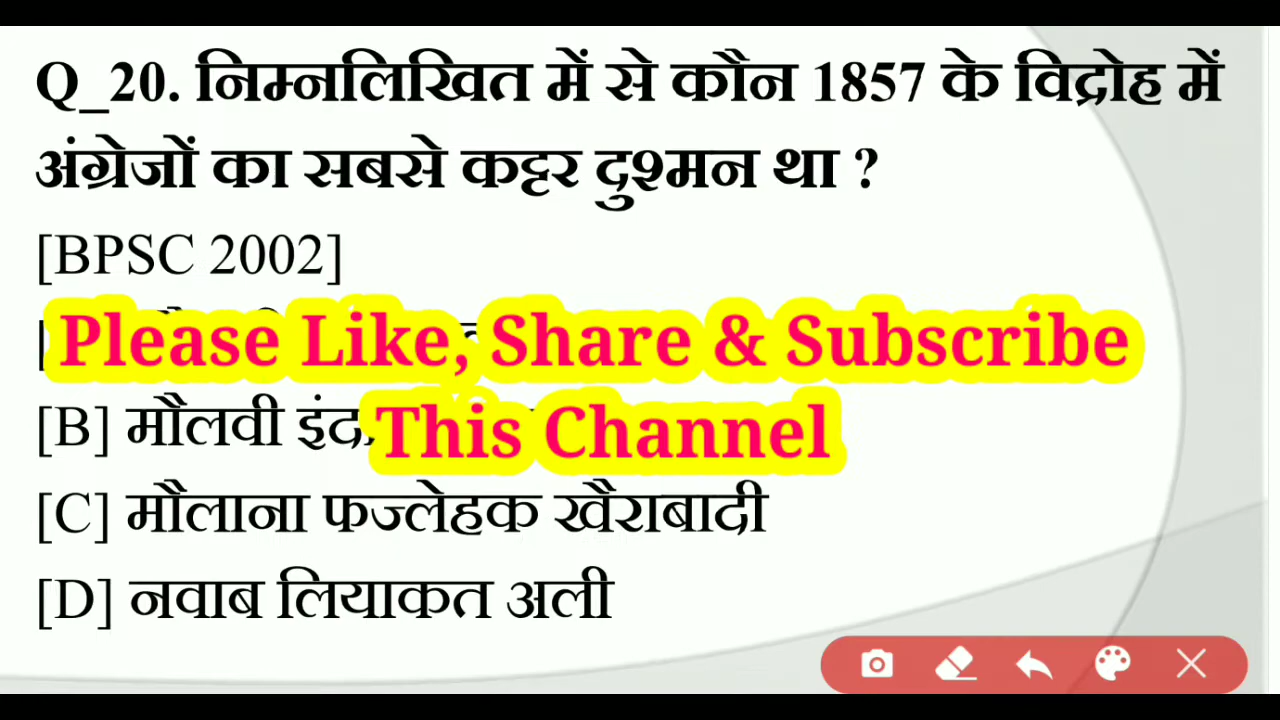 Q_20. निम्नलिखित में से कौन 1857 के विद्रोह में
अंग्रेजों का सबसे कट्टर दुश्मन था ?
[BPSC 2002]
Please Like, Share & Subscribe
[B] मौलवी
This Channel
[C] मौलाना फज्लेहक खैराबादी
[D] नवाब लियाकत अली